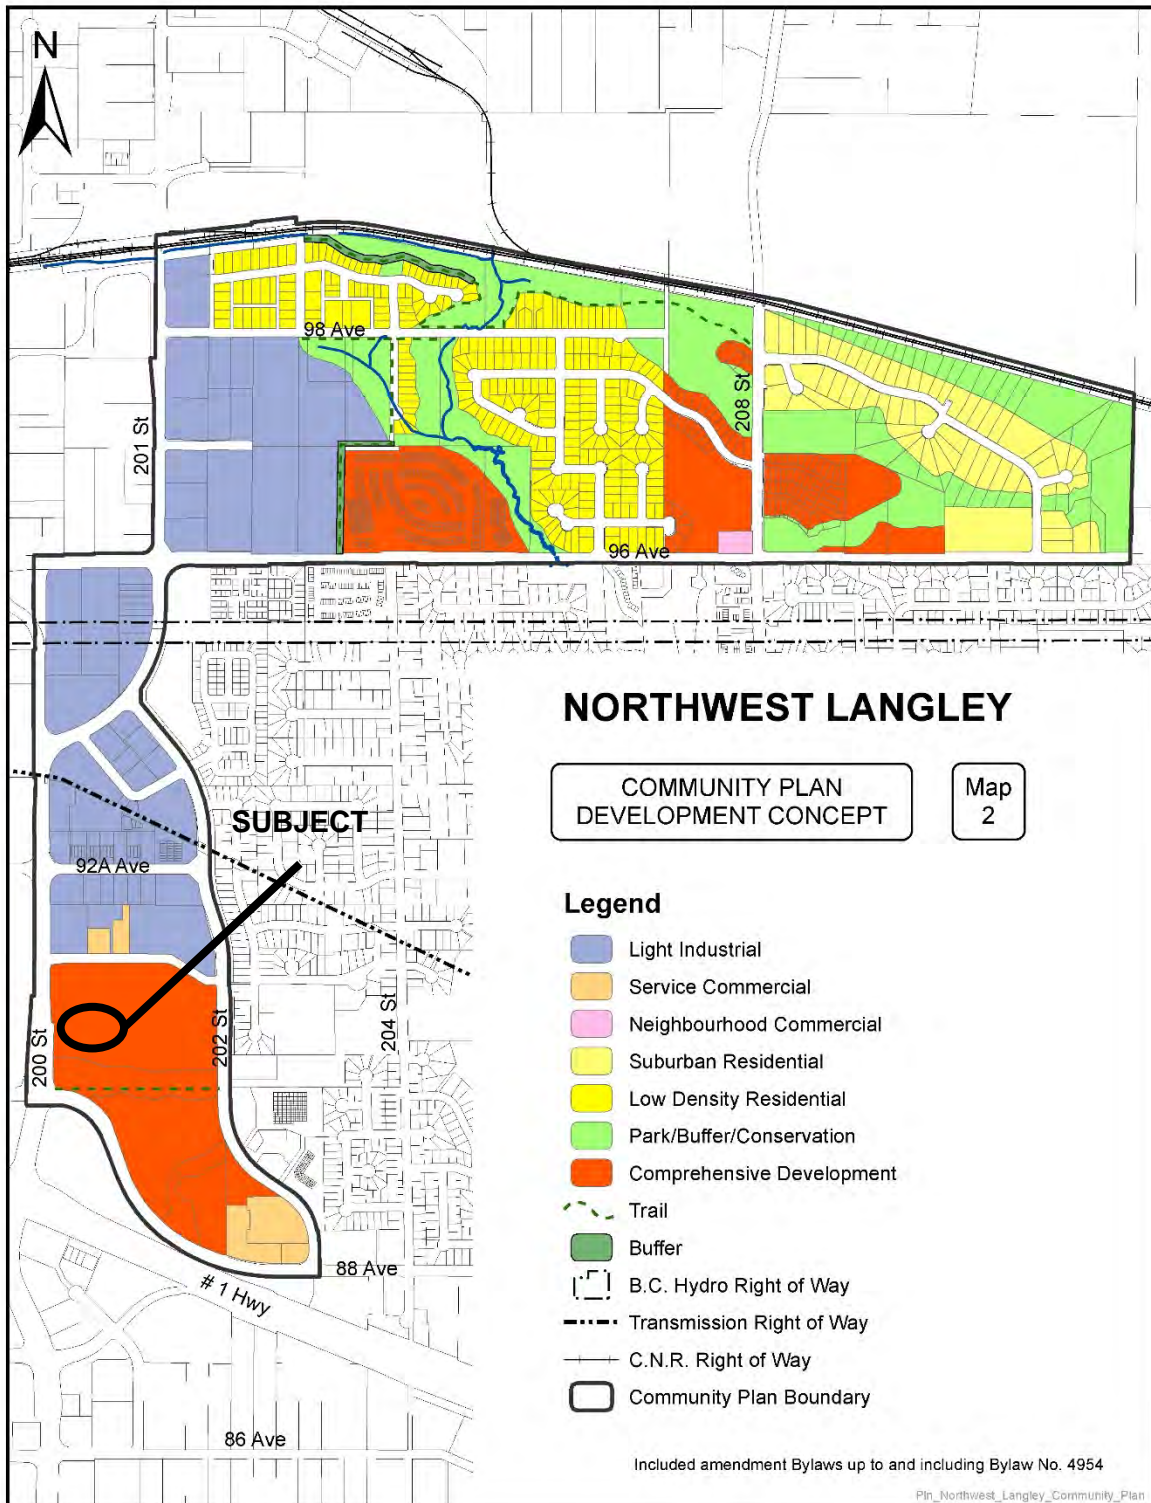 N
98 Ave
201 St
208 St
96 Ave
NORTHWEST LANGLEY
COMMUNITY PLAN
DEVELOPMENT CONCEPT
Map
2
SUBJECT
92A Ave
200 St
202 St
204 St
88 Ave
# 1 Hwy
86 Ave
Legend
Light Industrial
Service Commercial
Neighbourhood Commercial
Suburban Residential
Low Density Residential
Park/Buffer/Conservation
Comprehensive Development
Trail
Buffer
B.C. Hydro Right of Way
Transmission Right of Way
C.N.R. Right of Way
Community Plan Boundary
Included amendment Bylaws up to and including Bylaw No. 4954
Pln_Northwest_Langley_Community_Plan